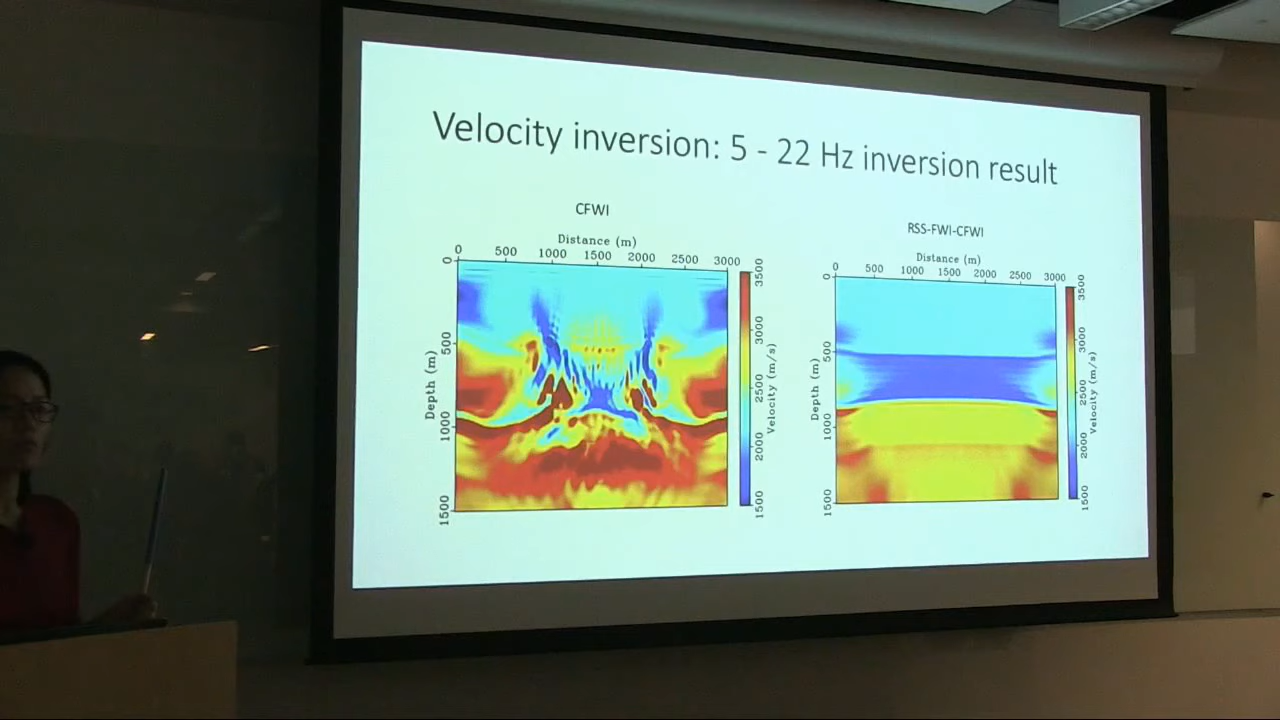 Velocity inversion: 5 - 22 Hz inversion result
CFWI
Distance (m)
0 500 1000 1500 2000 2500 3000
0
500
1000
1500
Depth (m)
3500
3000
2500
2000
1500
Velocity (m/s)
RSS-FWI-CFWI
Distance (m)
0 500 1000 1500 2000 2500 3000
0
500
1000
1500
Depth (m)
3500
3000
2500
2000
1500
Velocity (m/s)